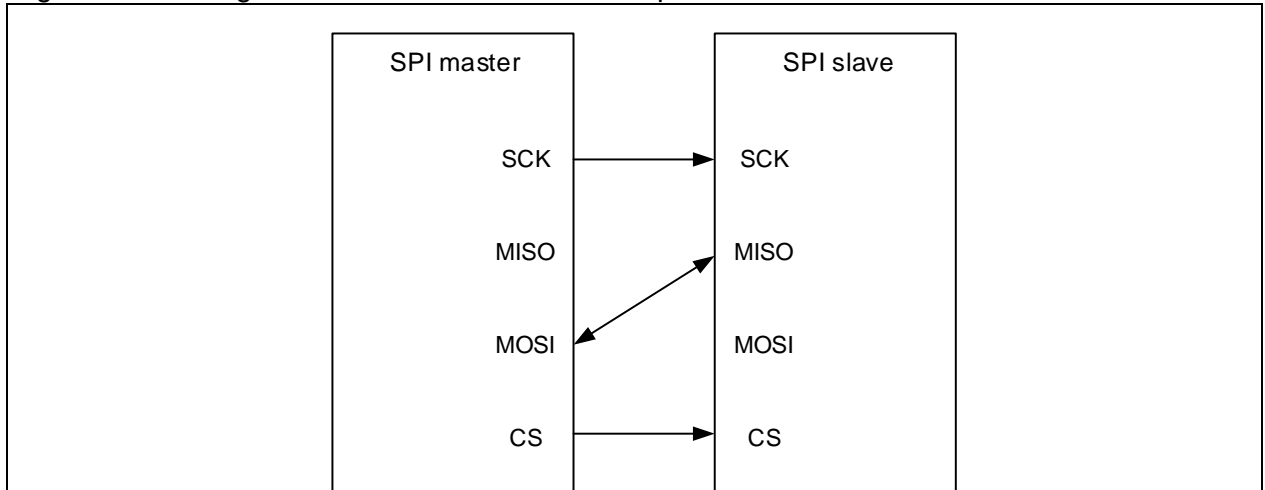 SPI master SPI slave
SCK SCK
MISO MISO
MOSI MOSI
CS CS